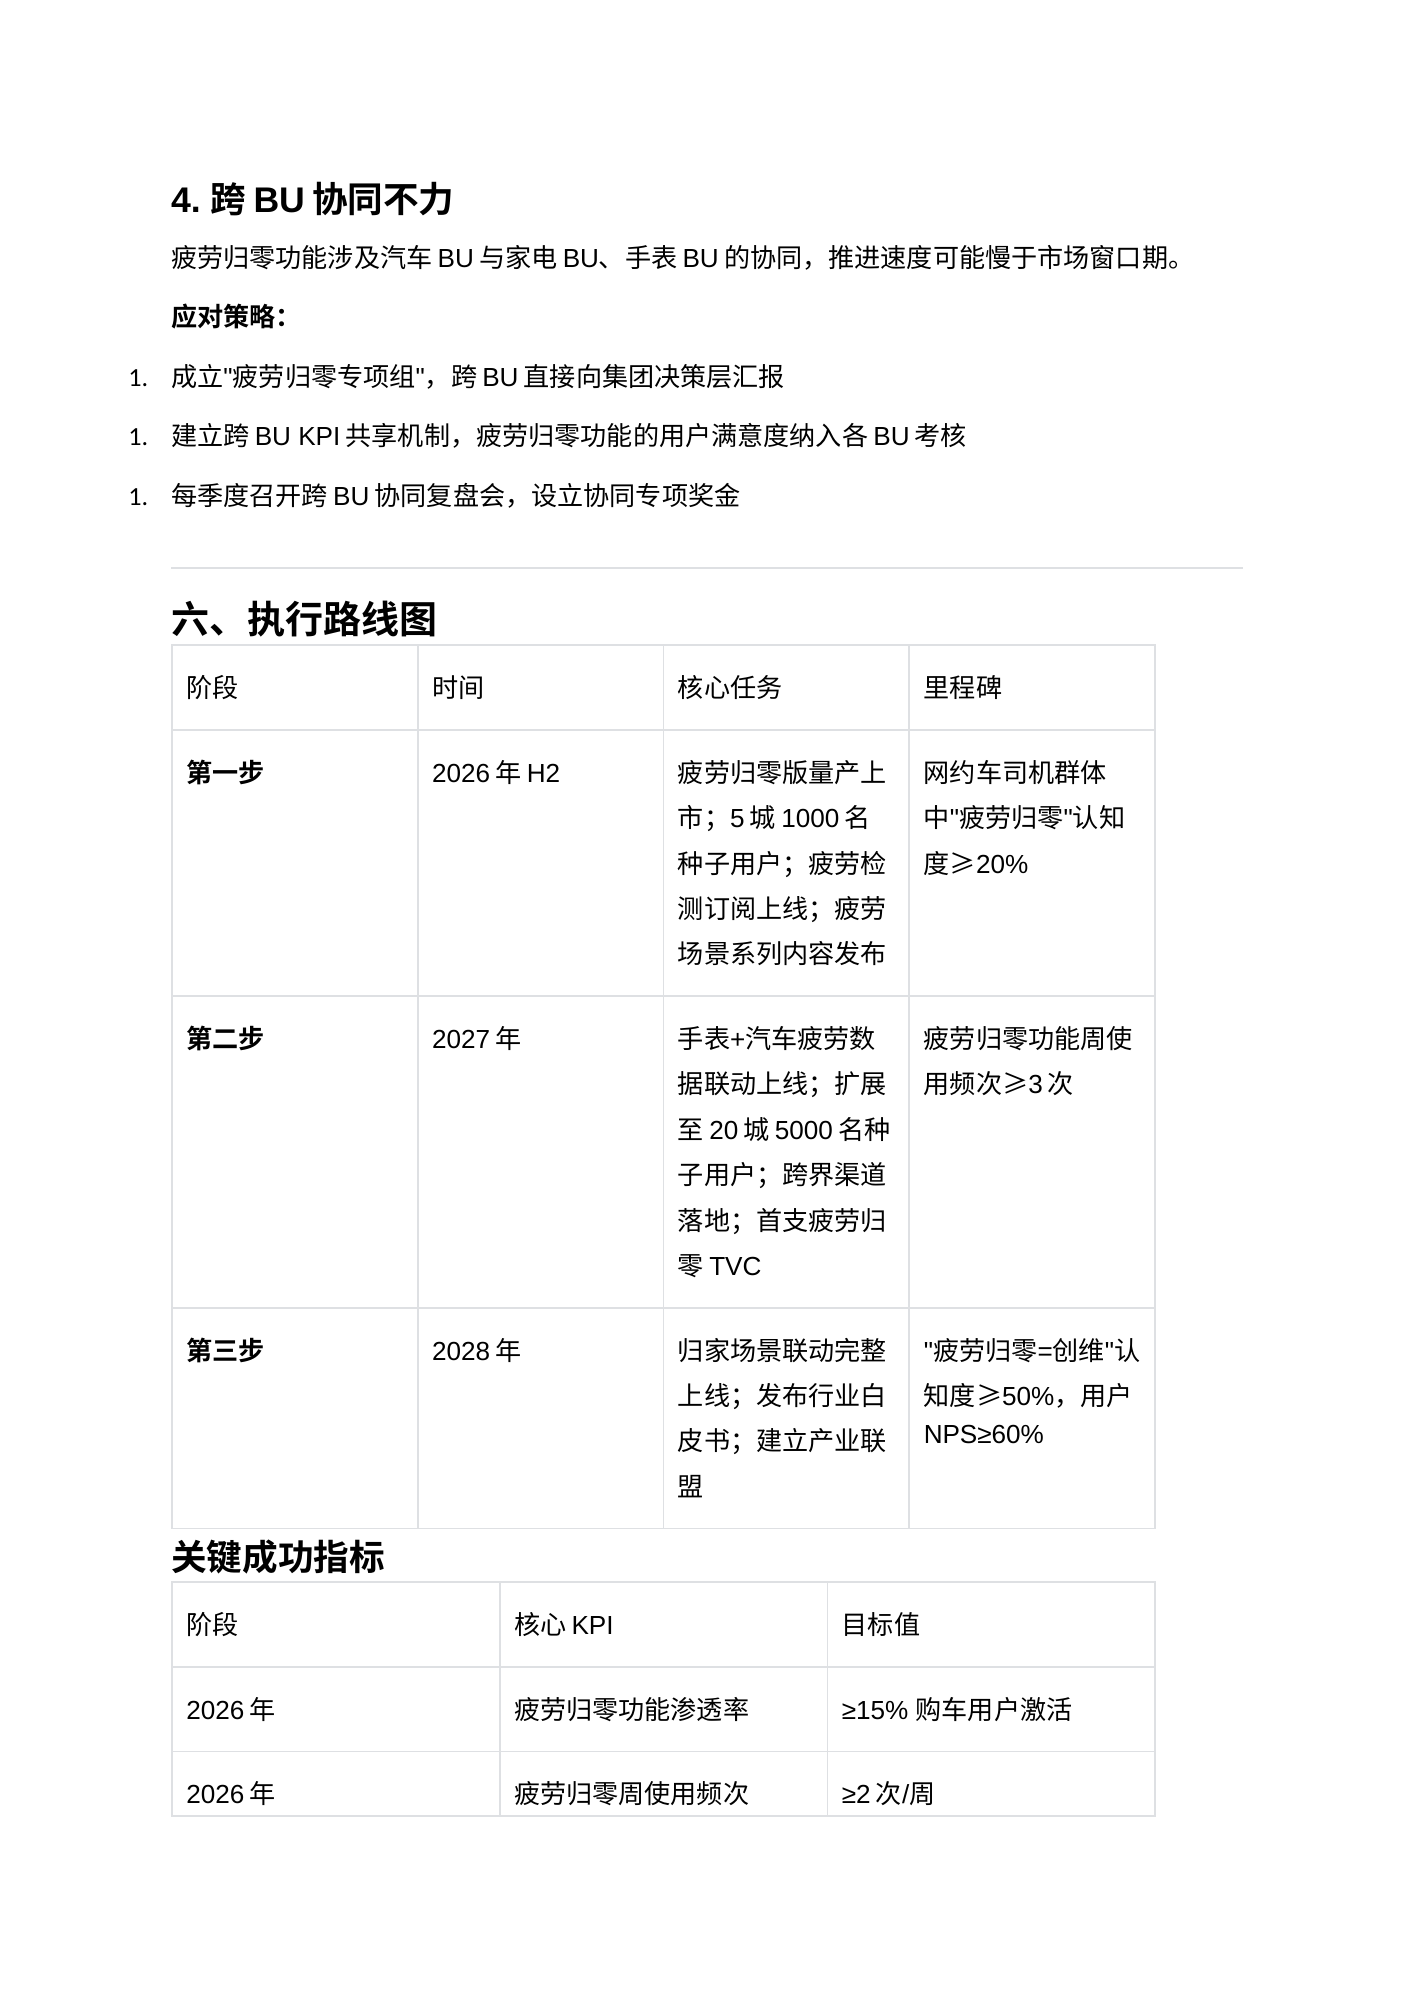 4. 跨 BU 协同不力
疲劳归零功能涉及汽车 BU 与家电 BU、手表 BU 的协同，推进速度可能慢于市场窗口期。
应对策略：
1. 成立"疲劳归零专项组"，跨 BU 直接向集团决策层汇报
1. 建立跨 BU KPI 共享机制，疲劳归零功能的用户满意度纳入各 BU 考核
1. 每季度召开跨 BU 协同复盘会，设立协同专项奖金
六、执行路线图
阶段
时间
核心任务
里程碑
第一步
2026 年 H2
疲劳归零版量产上
市；5 城 1000 名
种子用户；疲劳检
测订阅上线；疲劳
场景系列内容发布
网约车司机群体
中"疲劳归零"认知
度≥20%
第二步
2027 年
手表+汽车疲劳数
据联动上线；扩展
至 20 城 5000 名种
子用户；跨界渠道
落地；首支疲劳归
零 TVC
疲劳归零功能周使
用频次≥3 次
第三步
2028 年
归家场景联动完整
上线；发布行业白
皮书；建立产业联
盟
"疲劳归零=创维"认
知度≥50%，用户
NPS≥60%
关键成功指标
阶段
核心 KPI
目标值
2026 年
疲劳归零功能渗透率
≥15% 购车用户激活
2026 年
疲劳归零周使用频次
≥2 次/周